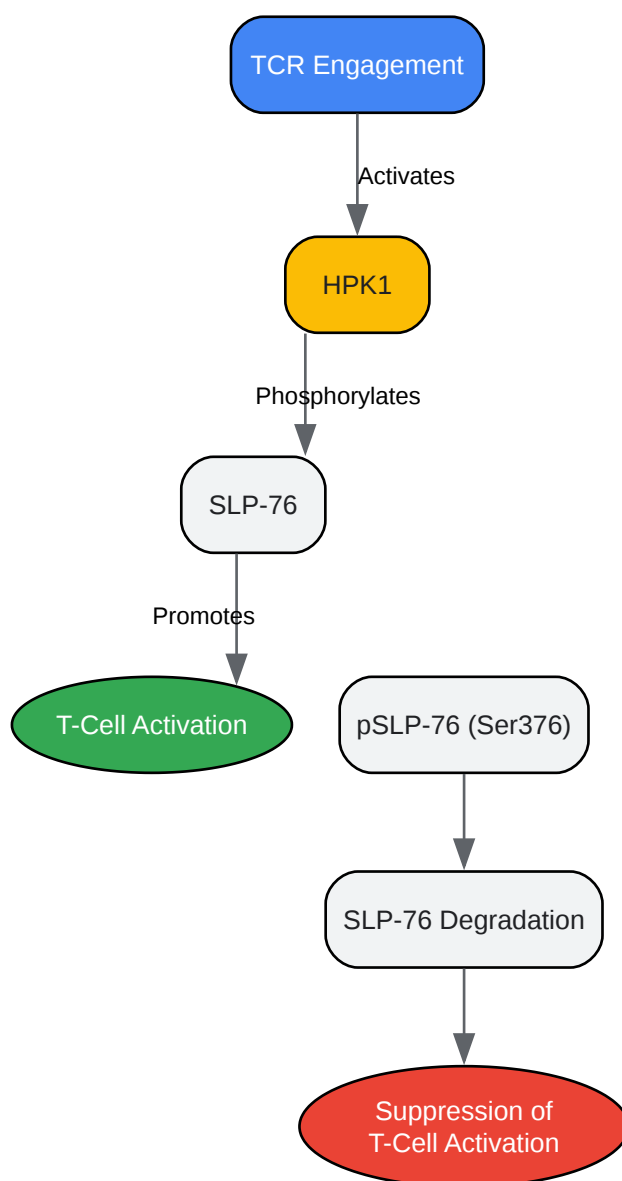 TCR Engagement
Activates
HPK1
Phosphorylates
SLP-76
Promotes
T-Cell Activation
pSLP-76 (Ser376)
SLP-76 Degradation
Suppression of
T-Cell Activation